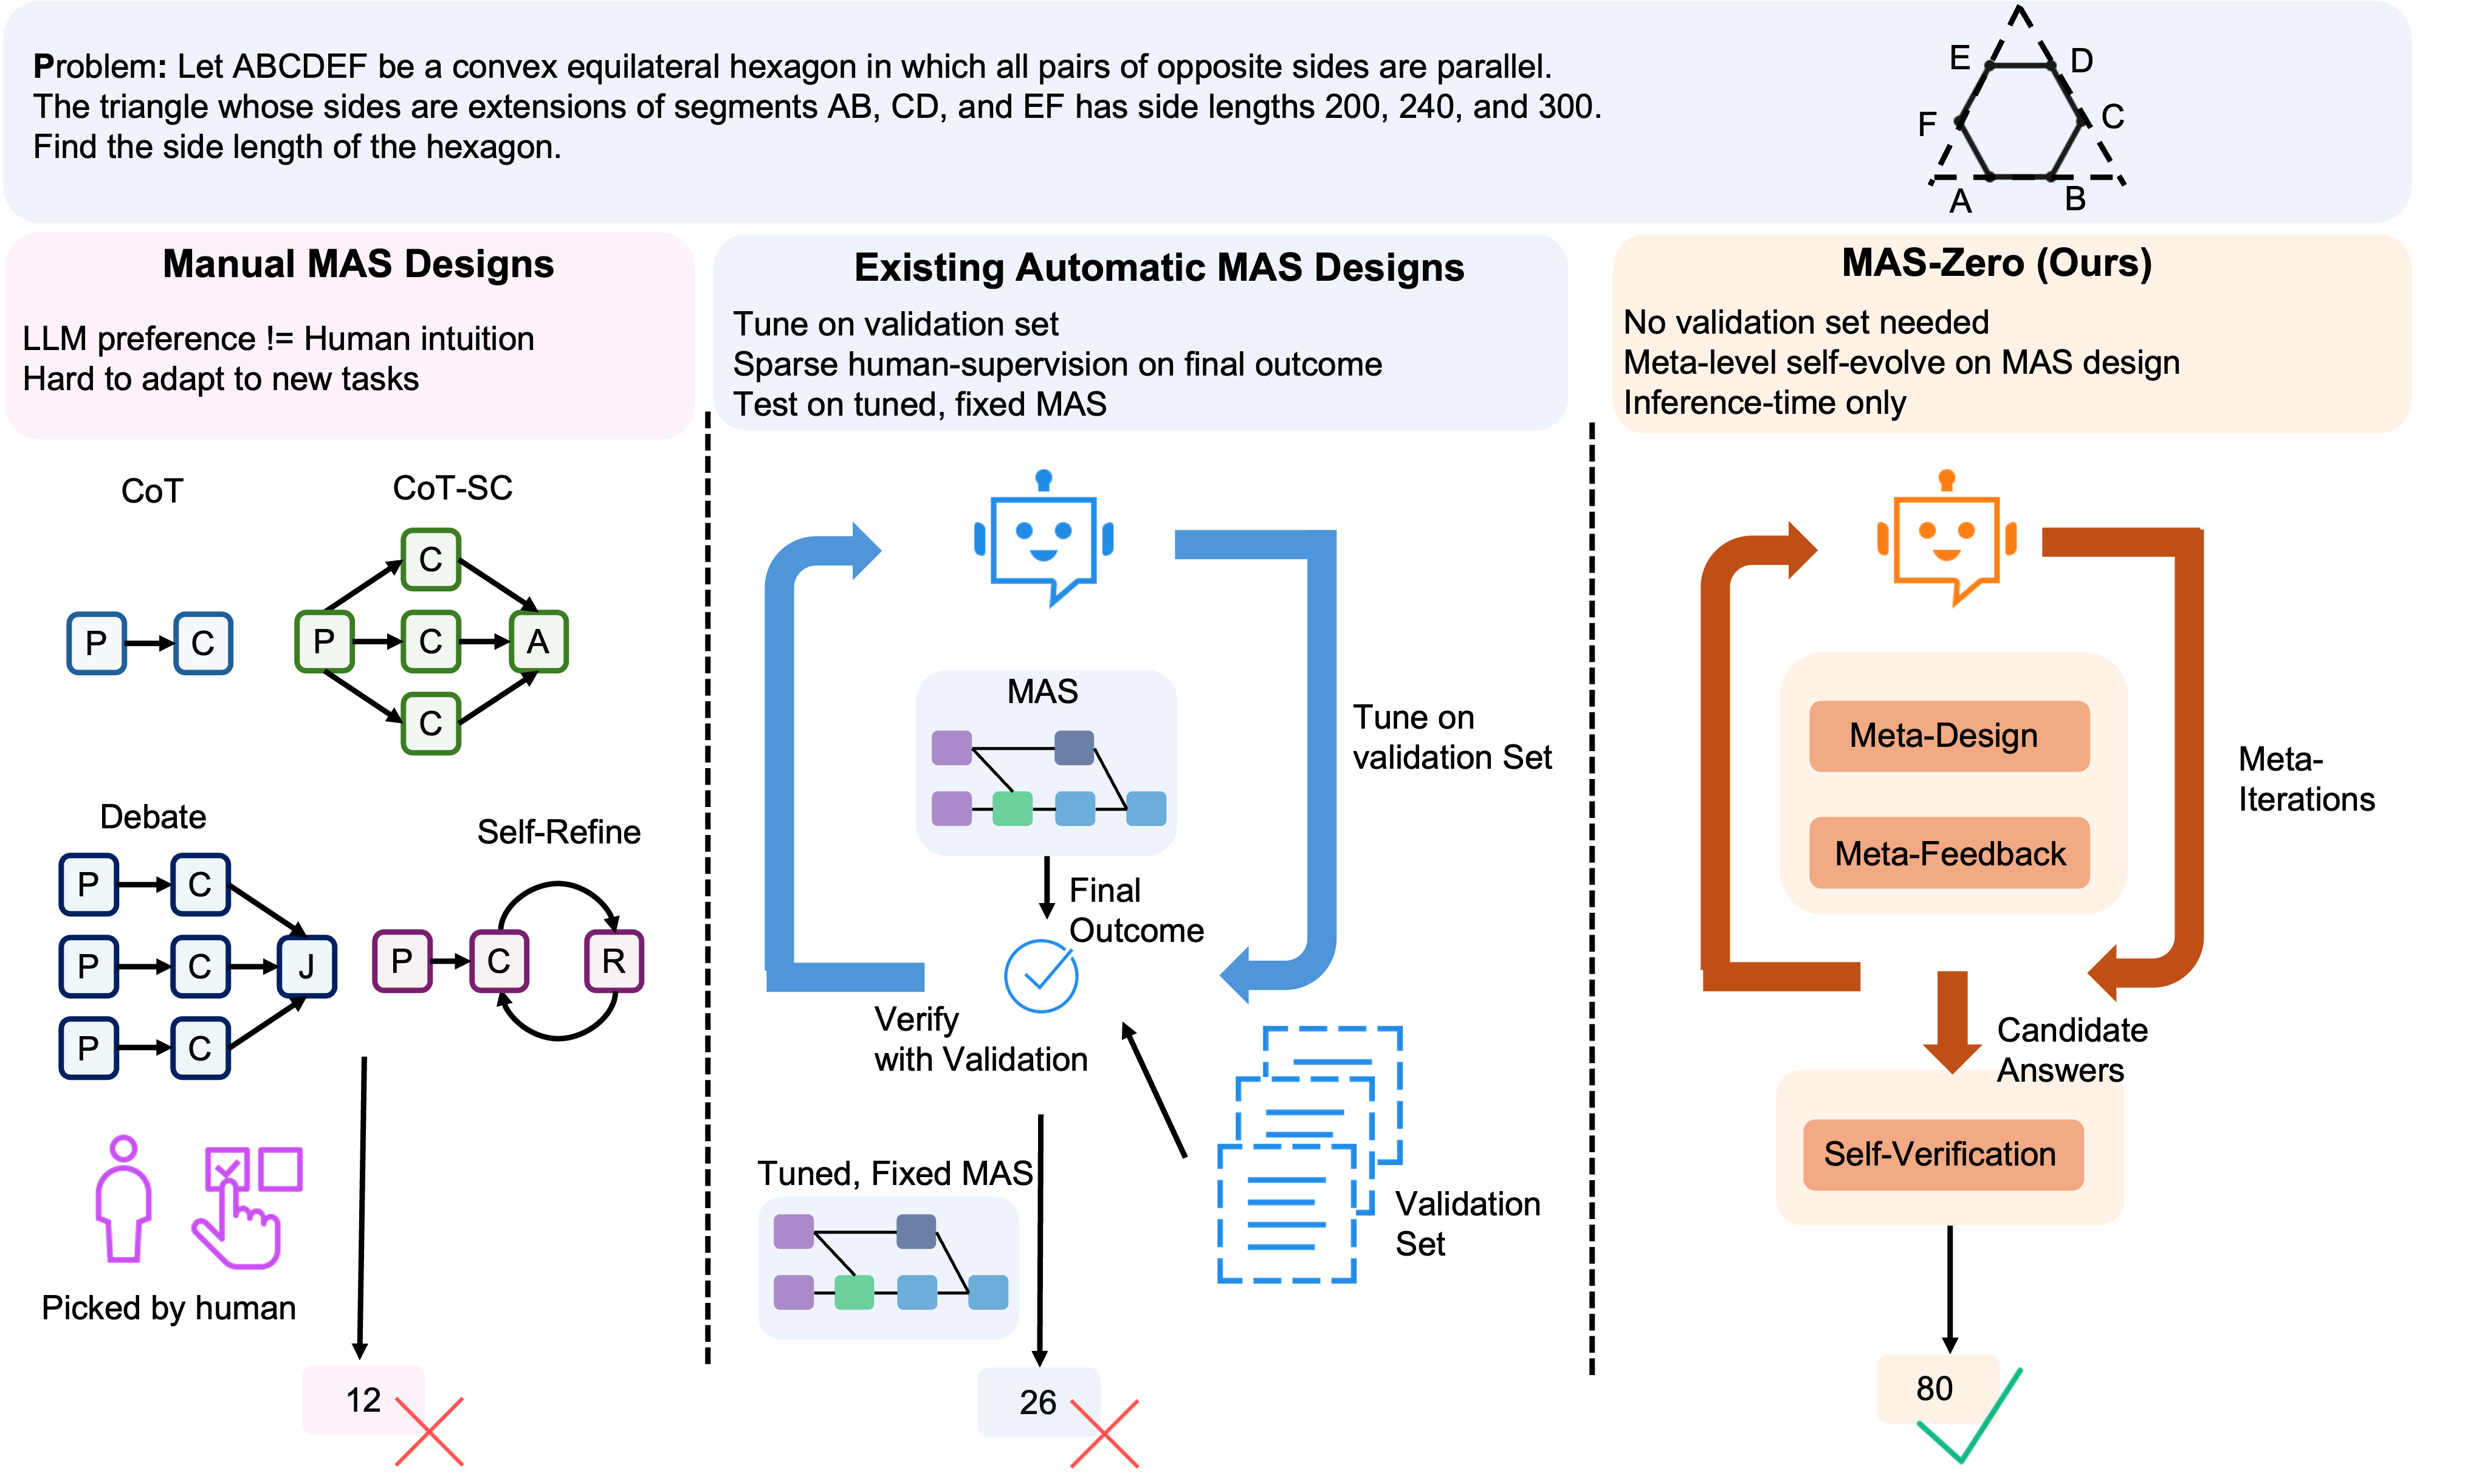 Problem: Let ABCDEF be a convex equilateral hexagon in which all pairs of opposite sides are parallel.
The triangle whose sides are extensions of segments AB, CD, and EF has side lengths 200, 240, and 300.
Find the side length of the hexagon.
E
D
F
C
A
B
Manual MAS Designs
LLM preference != Human intuition
Hard to adapt to new tasks
CoT
CoT-SC
P
C
P
C
C
C
A
Debate
Self-Refine
P
C
P
C
P
C
J
P
C
R
Picked by human
12
Existing Automatic MAS Designs
Tune on validation set
Sparse human-supervision on final outcome
Test on tuned, fixed MAS
MAS
Tune on
validation Set
Final
Outcome
Verify
with Validation
Tuned, Fixed MAS
Validation
Set
26
MAS-Zero (Ours)
No validation set needed
Meta-level self-evolve on MAS design
Inference-time only
Meta-Design
Meta-Feedback
Meta-
Iterations
Candidate
Answers
Self-Verification
80